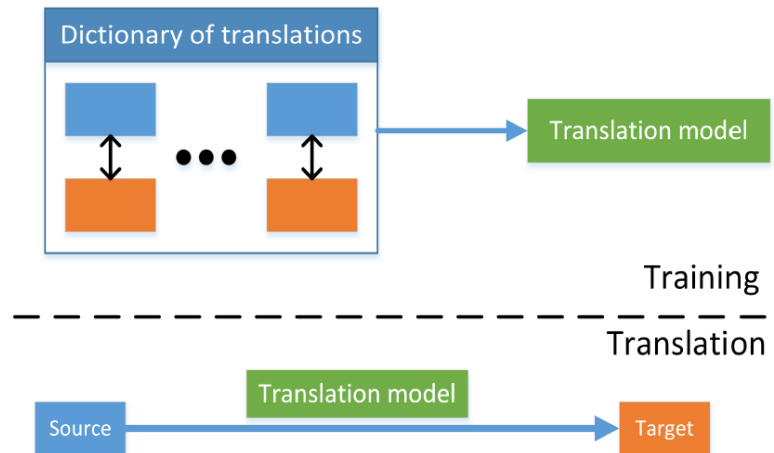 Dictionary of translations
Translation model
Training
Translation
Translation model
Source
Target